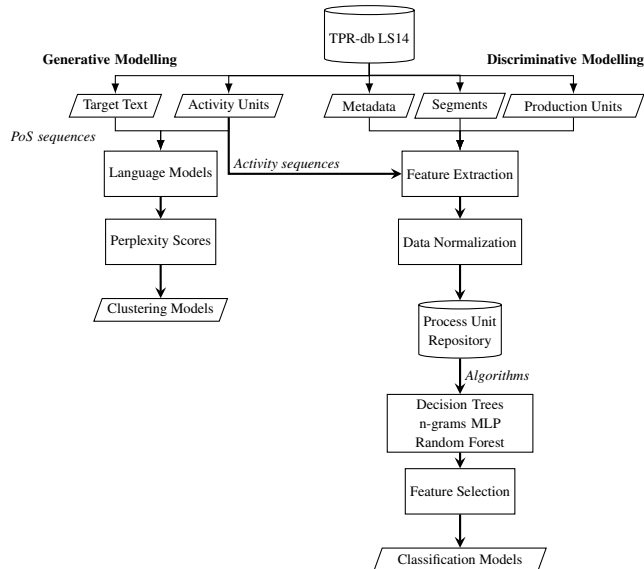 TPR-db LS14
Generative Modelling
Discriminative Modelling
Target Text
Activity Units
Metadata
Segments
Production Units
PoS sequences
Activity sequences
Language Models
Feature Extraction
Perplexity Scores
Data Normalization
Clustering Models
Process Unit
Repository
Algorithms
Decision Trees
n-grams MLP
Random Forest
Feature Selection
Classification Models